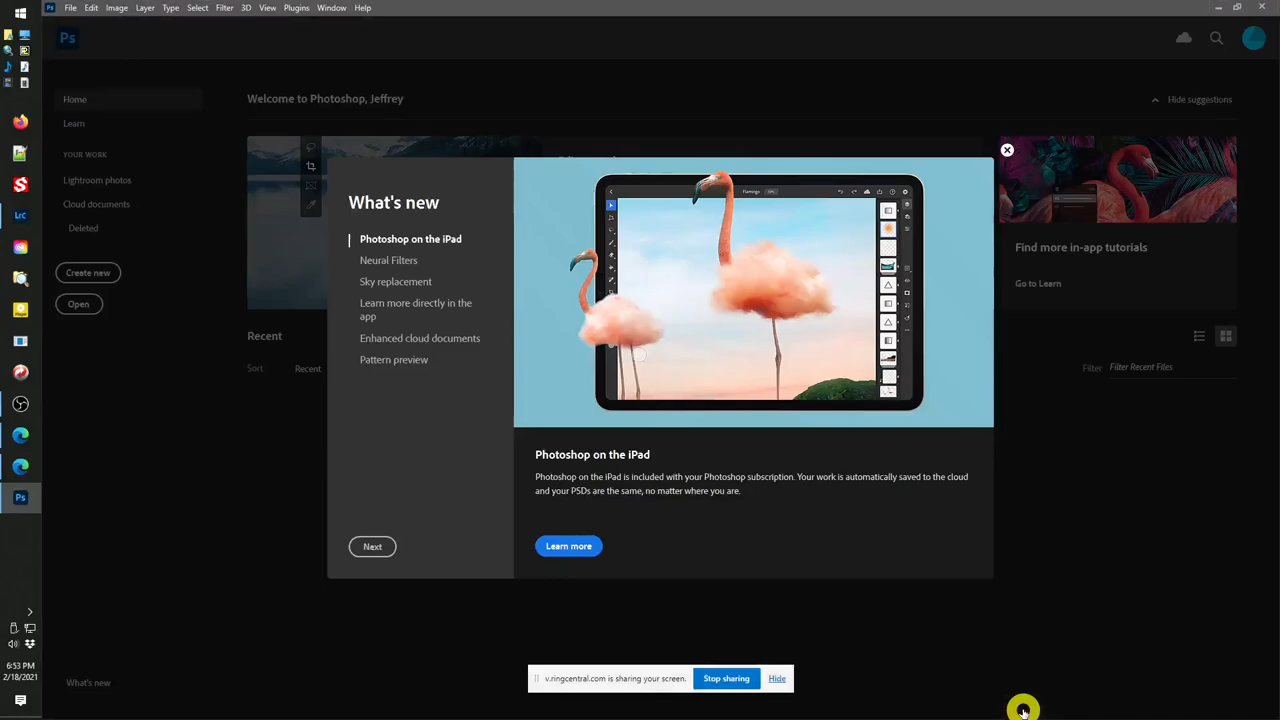 Ps File Edit Image Layer Type Select Filter 3D View Plugins Window Help
Ps
Home
Learn
YOUR WORK
Lightroom photos
Cloud documents
Deleted
Create new
Open
Welcome to Photoshop, Jeffrey
Hide suggestions
What's new
Photoshop on the iPad
Neural Filters
Sky replacement
Learn more directly in the
app
Enhanced cloud documents
Pattern preview
Next
Flamingo
Photoshop on the iPad
Photoshop on the iPad is included with your Photoshop subscription. Your work is automatically saved to the cloud
and your PSDs are the same, no matter where you are.
Learn more
Find more in-app tutorials
Go to Learn
Recent
Sort Recent
Filter Filter Recent Files
v.ringcentral.com is sharing your screen. Stop sharing Hide
What's new
Lrc
Ps
6:53 PM
2/18/2021